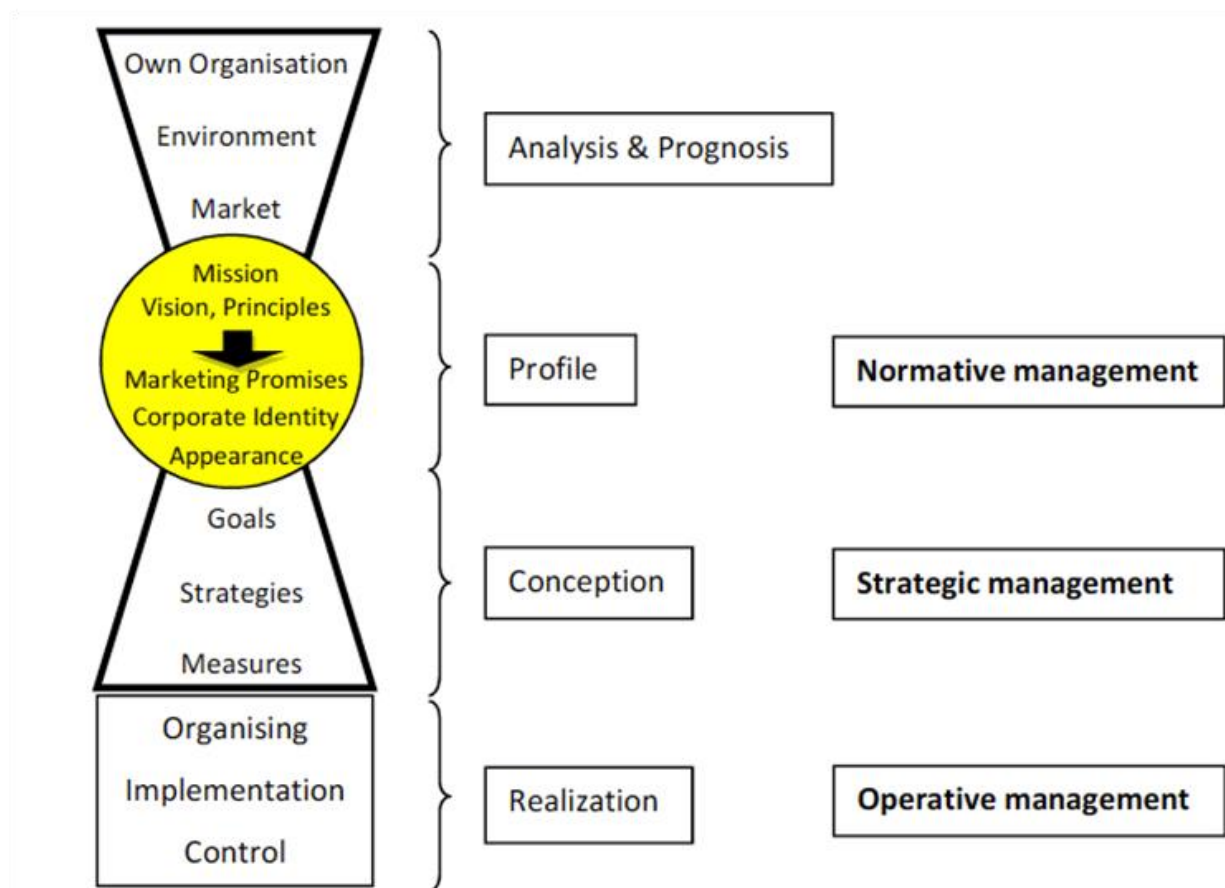 Own Organisation
Environment
Market
Analysis & Prognosis
Mission
Vision, Principles
Marketing Promises
Corporate Identity
Appearance
Profile
Normative management
Goals
Strategies
Measures
Conception
Strategic management
Organising
Implementation
Control
Realization
Operative management